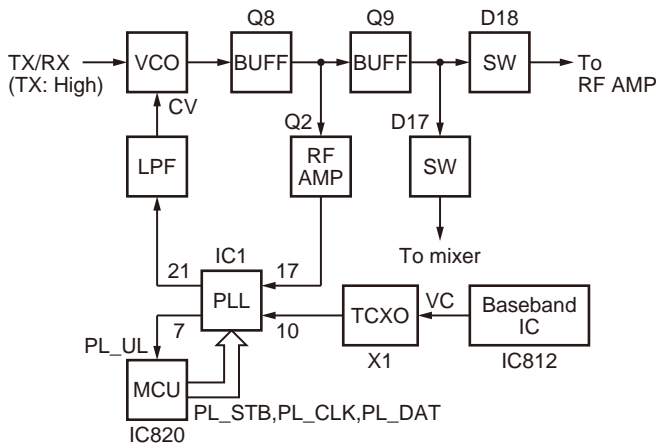 Q8
Q9
D18
TX/RX
(TX: High)
VCO
BUFF
BUFF
SW
To
RF AMP
CV
Q2
D17
LPF
RF
AMP
SW
To mixer
IC1
21
17
PLL
7
10
TCXO
VC
Baseband
IC
X1
IC812
PL_UL
MCU
PL_STB,PL_CLK,PL_DAT
IC820